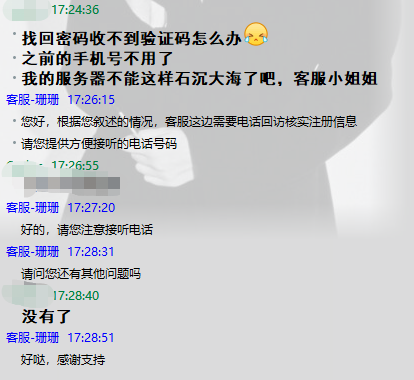 17:24:36
找回密码收不到验证码怎么办😂
之前的手机号不用了
我的服务器不能这样石沉大海了吧，客服小姐姐
客服-珊珊 17:26:15
您好，根据您叙述的情况，客服这边需要电话回访核实注册信息
请您提供方便接听的电话号码
17:26:55
客服-珊珊 17:27:20
好的，请您注意接听电话
客服-珊珊 17:28:31
请问您还有其他问题吗
17:28:40
没有了
客服-珊珊 17:28:51
好哒，感谢支持